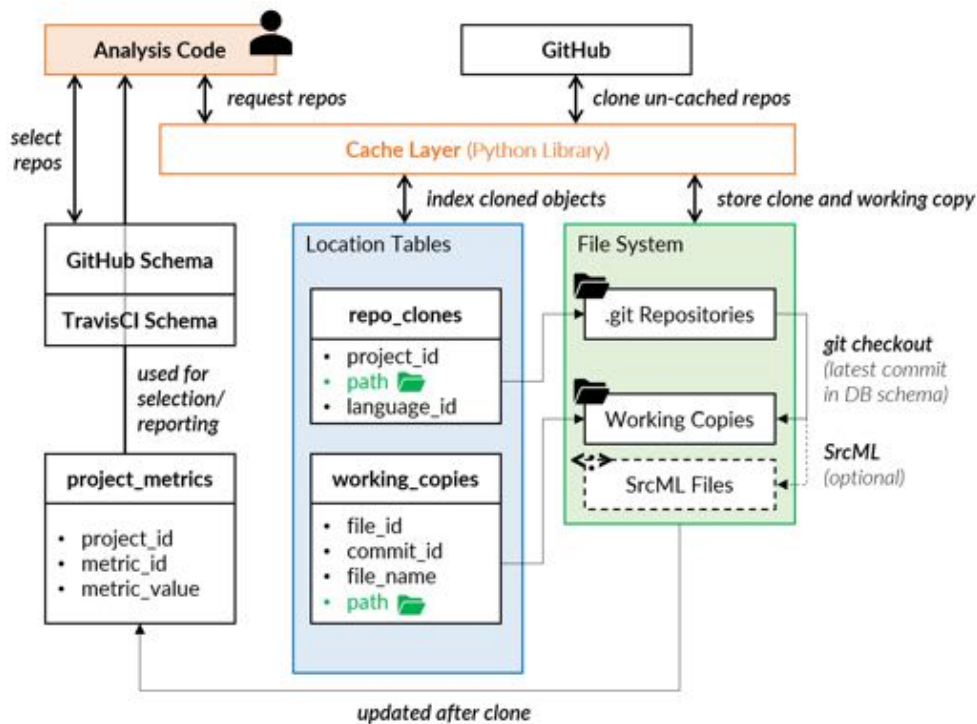 Analysis Code
GitHub
request repos
clone un-cached repos
select
repos
Cache Layer (Python Library)
index cloned objects
store clone and working copy
GitHub Schema
TravisCI Schema
Location Tables
repo_clones
• project_id
• path
• language_id
File System
.git Repositories
git checkout
(latest commit
in DB schema)
used for
selection/
reporting
Working Copies
SrcML Files
SrcML
(optional)
project_metrics
• project_id
• metric_id
• metric_value
working_copies
• file_id
• commit_id
• file_name
• path
updated after clone